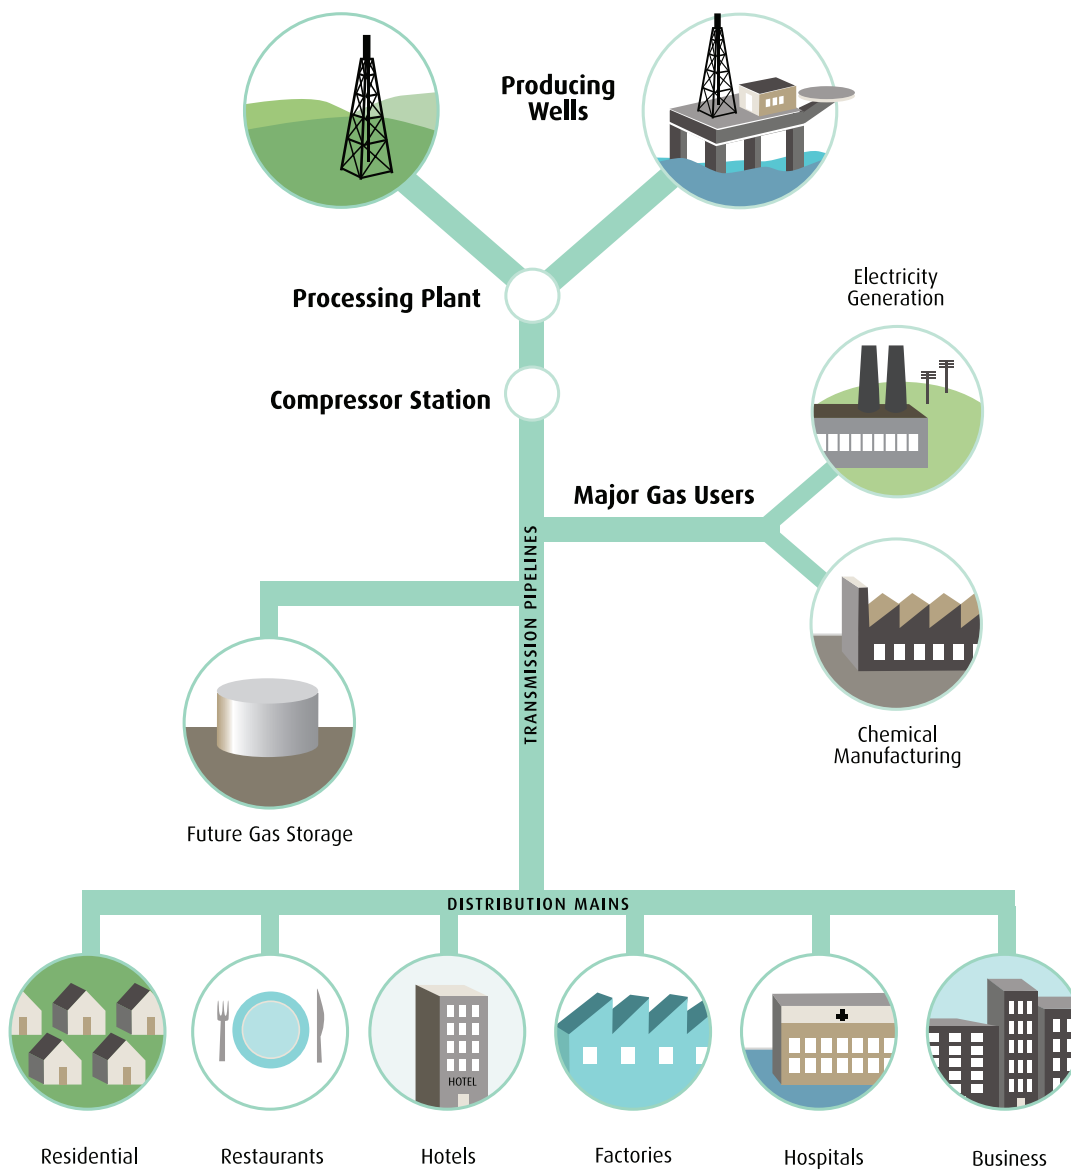 Producing
Wells
Processing Plant
Electricity
Generation
Compressor Station
Major Gas Users
TRANSMISSION PIPELINES
Chemical
Manufacturing
Future Gas Storage
DISTRIBUTION MAINS
HOTEL
Residential
Restaurants
Hotels
Factories
Hospitals
Business